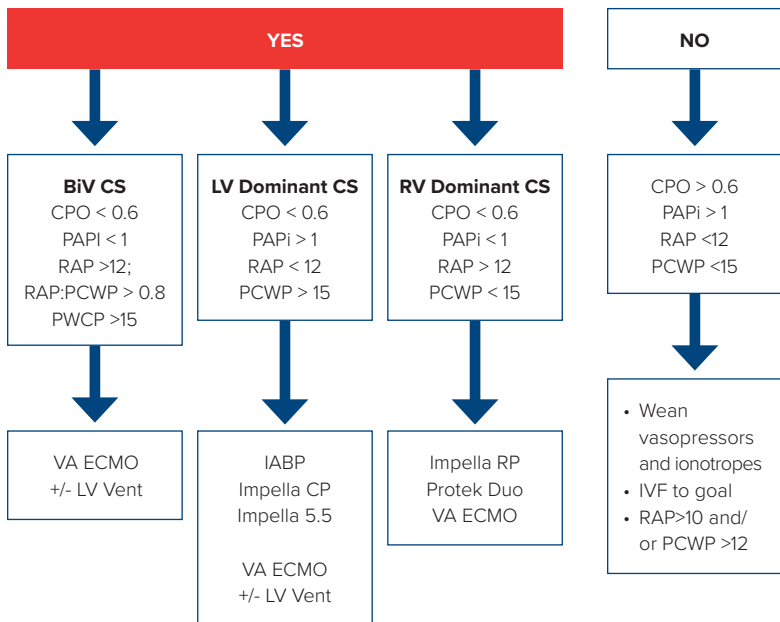 YES
NO
BiV CS
CPO < 0.6
PAPI < 1
RAP >12;
RAP:PCWP > 0.8
PWCP >15
LV Dominant CS
CPO < 0.6
PAPi > 1
RAP < 12
PCWP > 15
RV Dominant CS
CPO < 0.6
PAPi < 1
RAP > 12
PCWP < 15
CPO > 0.6
PAPi > 1
RAP <12
PCWP <15
VA ECMO
+/- LV Vent
IABP
Impella CP
Impella 5.5
VA ECMO
+/- LV Vent
Impella RP
Protek Duo
VA ECMO
• Wean
vasopressors
and ionotropes
• IVF to goal
• RAP>10 and/
or PCWP >12